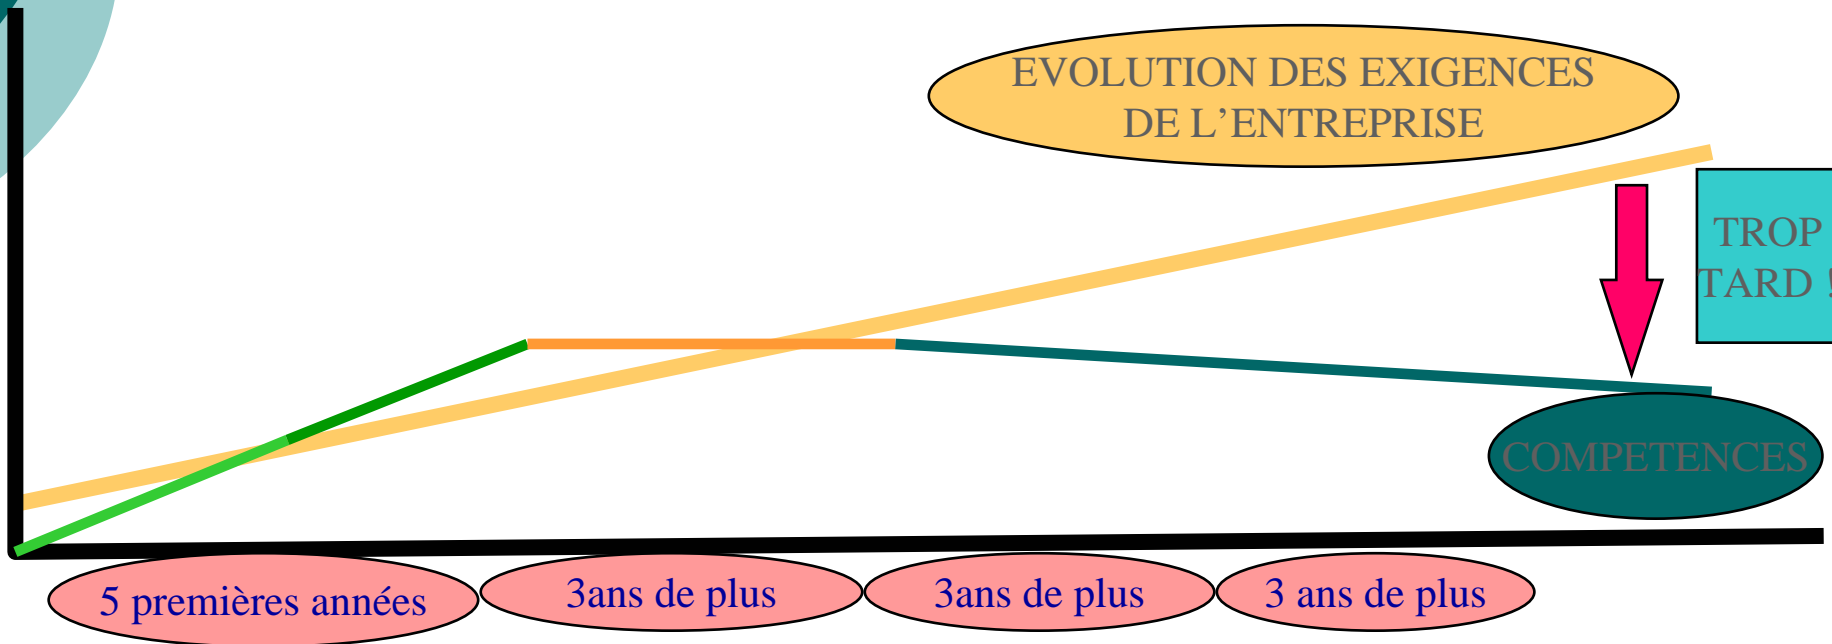 EVOLUTION DES EXIGENCES
DE L’ENTREPRISE
TROP
TARD !
COMPETENCES
5 premières années
3ans de plus
3ans de plus
3 ans de plus